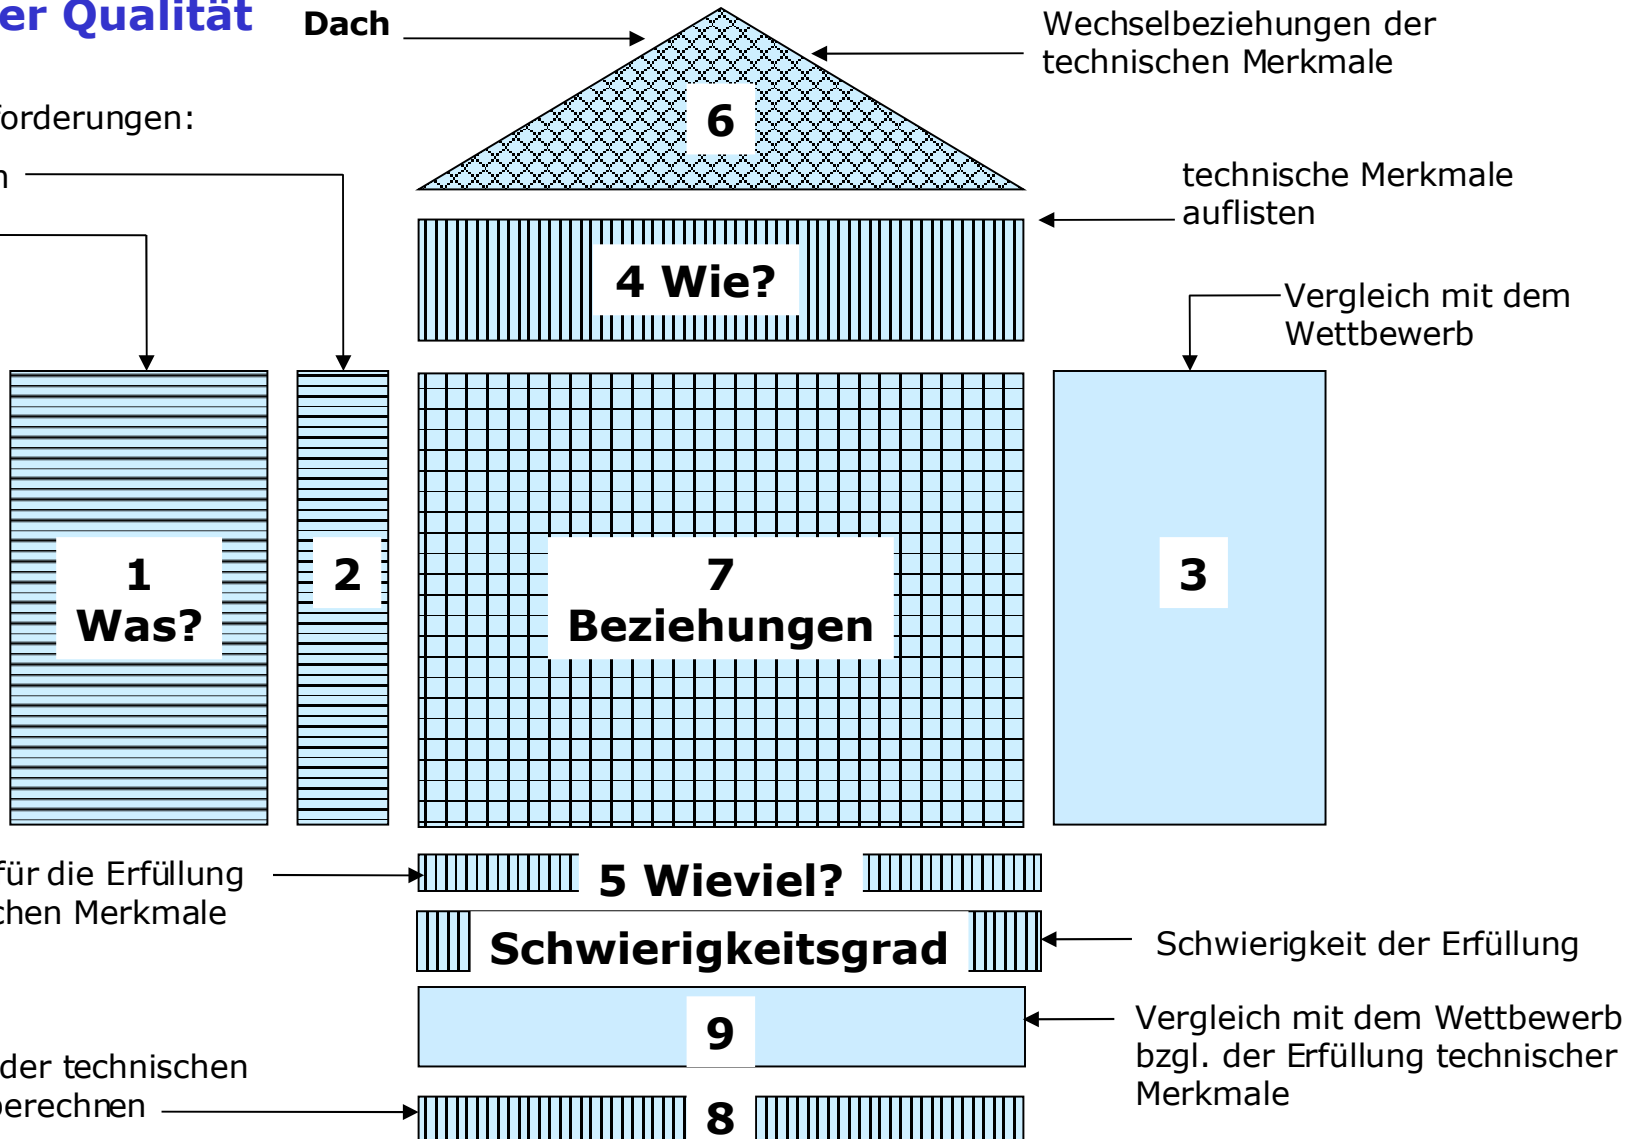 er Qualität
Dach
Wechselbeziehungen der
technischen Merkmale
forderungen:
6
technische Merkmale
auflisten
4 Wie?
Vergleich mit dem
Wettbewerb
1
Was?
2
7
Beziehungen
3
für die Erfüllung
chen Merkmale
5 Wieviel?
Schwierigkeitsgrad
Schwierigkeit der Erfüllung
9
Vergleich mit dem Wettbewerb
bzgl. der Erfüllung technischer
Merkmale
der technischen
berechnen
8